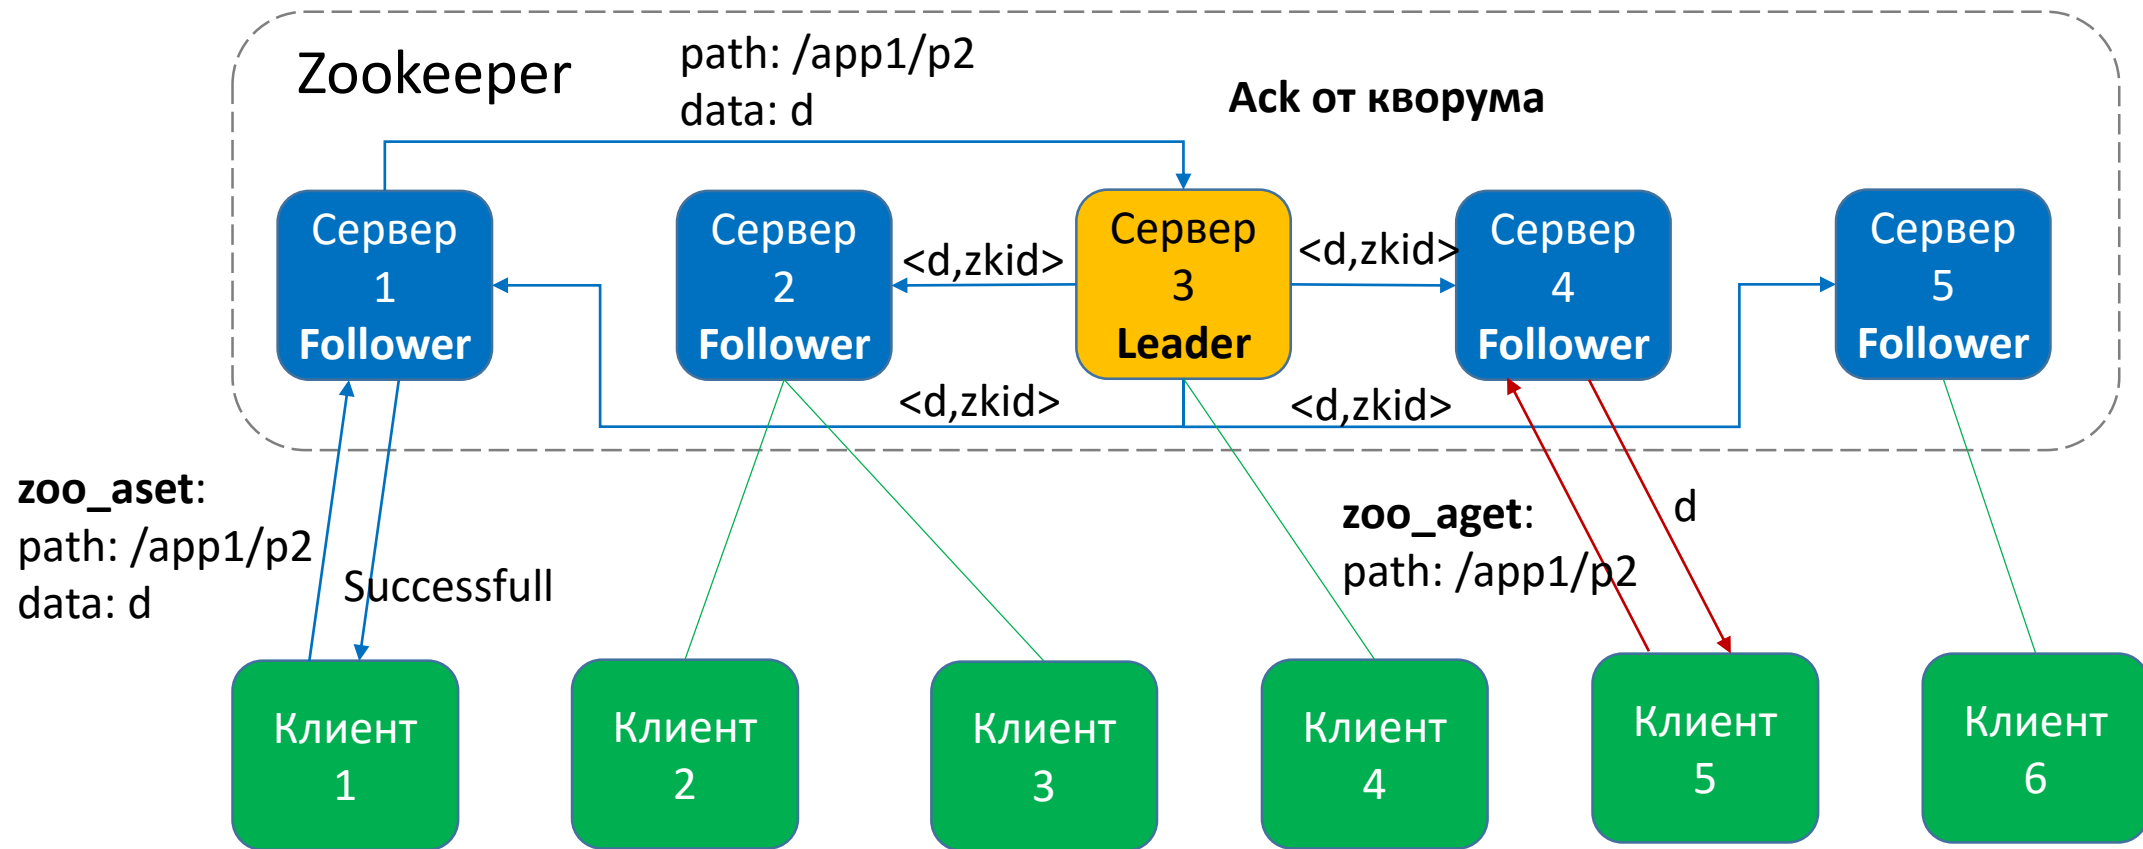 Zookeeper
path: /app1/p2
data: d
Ack от кворума
Сервер
1
Follower
Сервер
2
Follower
<d,zkid>
Сервер
3
Leader
<d,zkid>
Сервер
4
Follower
Сервер
5
Follower
<d,zkid>
<d,zkid>
zoo_aset:
path: /app1/p2
data: d
Successfull
zoo_aget:
path: /app1/p2
d
Клиент
1
Клиент
2
Клиент
3
Клиент
4
Клиент
5
Клиент
6